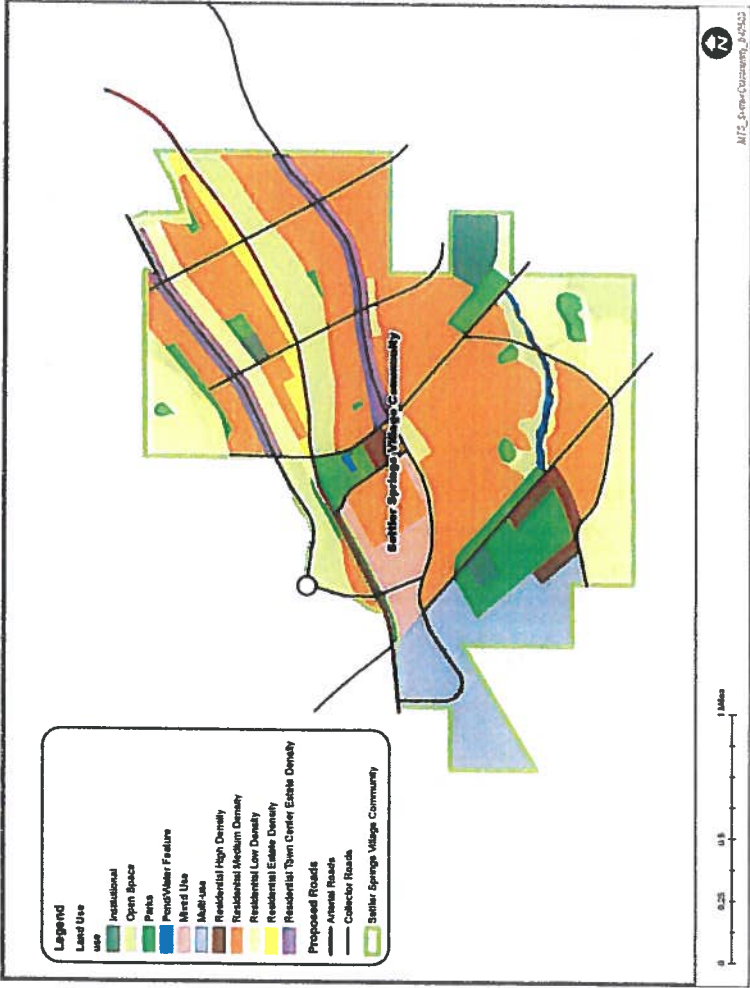 Legend
Land Use
use
Institutional
Open Space
Parks
Pond/Water Feature
Mixed Use
Multi-use
Residential High Density
Residential Medium Density
Residential Low Density
Residential Estate Density
Residential Town Center Estate Density
Proposed Roads
Arterial Roads
Collector Roads
Settler Springs Village Community
Settler Springs Village Community
0 0.25 0.5 1 Miles
N